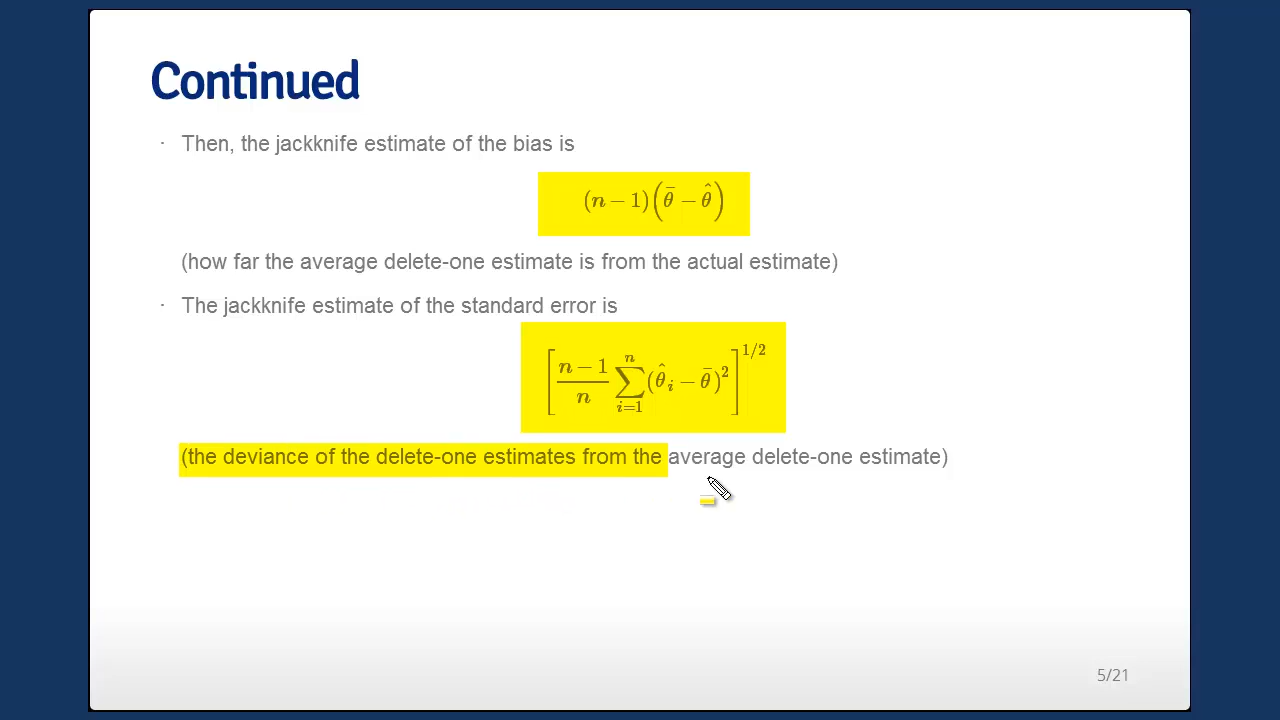 Continued
· Then, the jackknife estimate of the bias is
(n − 1)(θ̄ − θ̂)
(how far the average delete-one estimate is from the actual estimate)
· The jackknife estimate of the standard error is
[n − 1/n ∑ⁿᵢ₌₁ (θ̂ᵢ − θ̄)²]^1/2
(the deviance of the delete-one estimates from the average delete-one estimate)
5/21